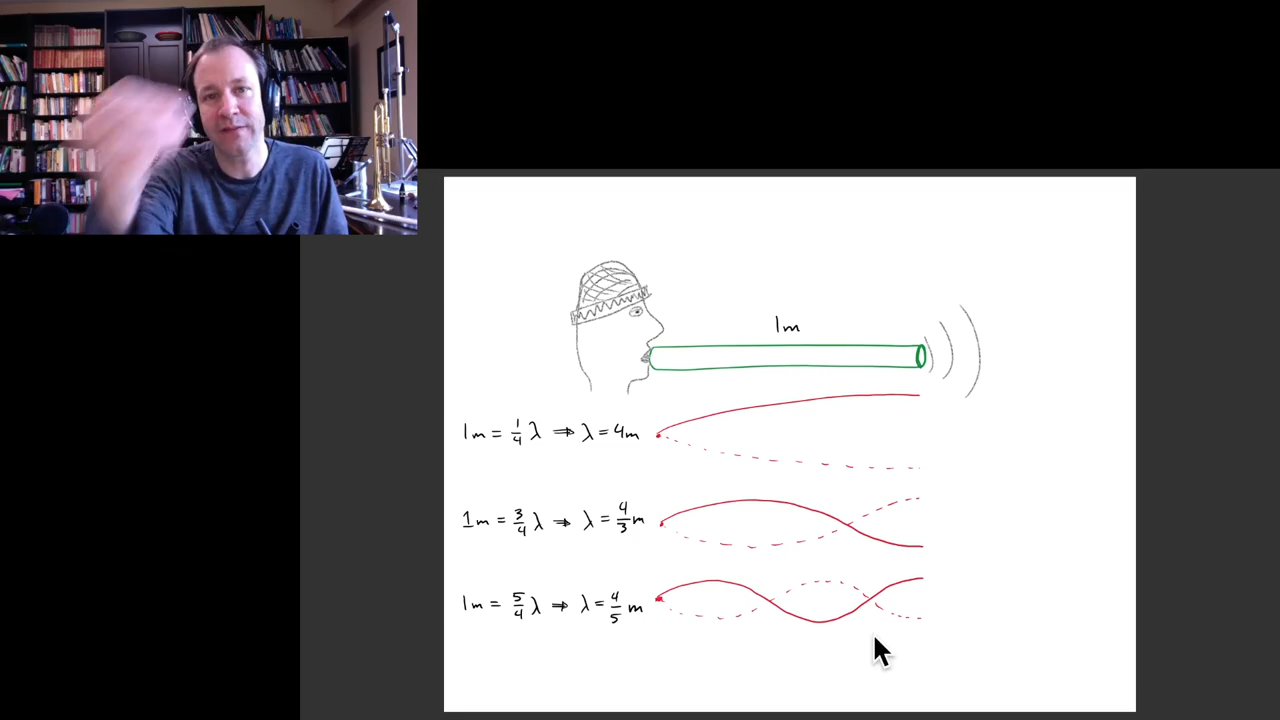 1m
1m = 1/4 λ ⇒ λ = 4m
1m = 3/4 λ ⇒ λ = 4/3 m
1m = 5/4 λ ⇒ λ = 4/5 m